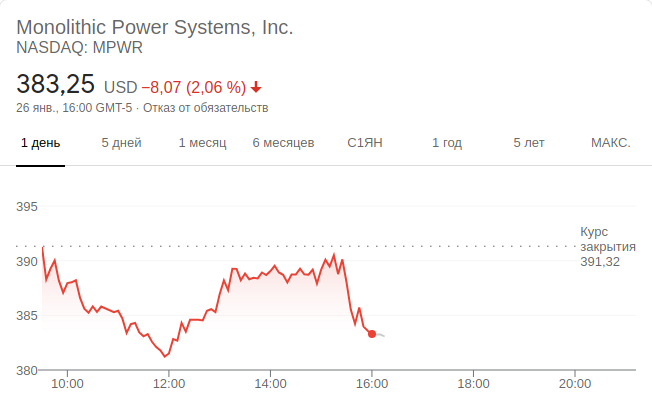 Monolithic Power Systems, Inc.
NASDAQ: MPWR
383,25 USD −8,07 (2,06 %)
26 янв., 16:00 GMT-5 · Отказ от обязательств
1 день 5 дней 1 месяц 6 месяцев С1ЯН 1 год 5 лет МАКС.
395
Курс
закрытия
391,32
390
385
380
10:00 12:00 14:00 16:00 18:00 20:00